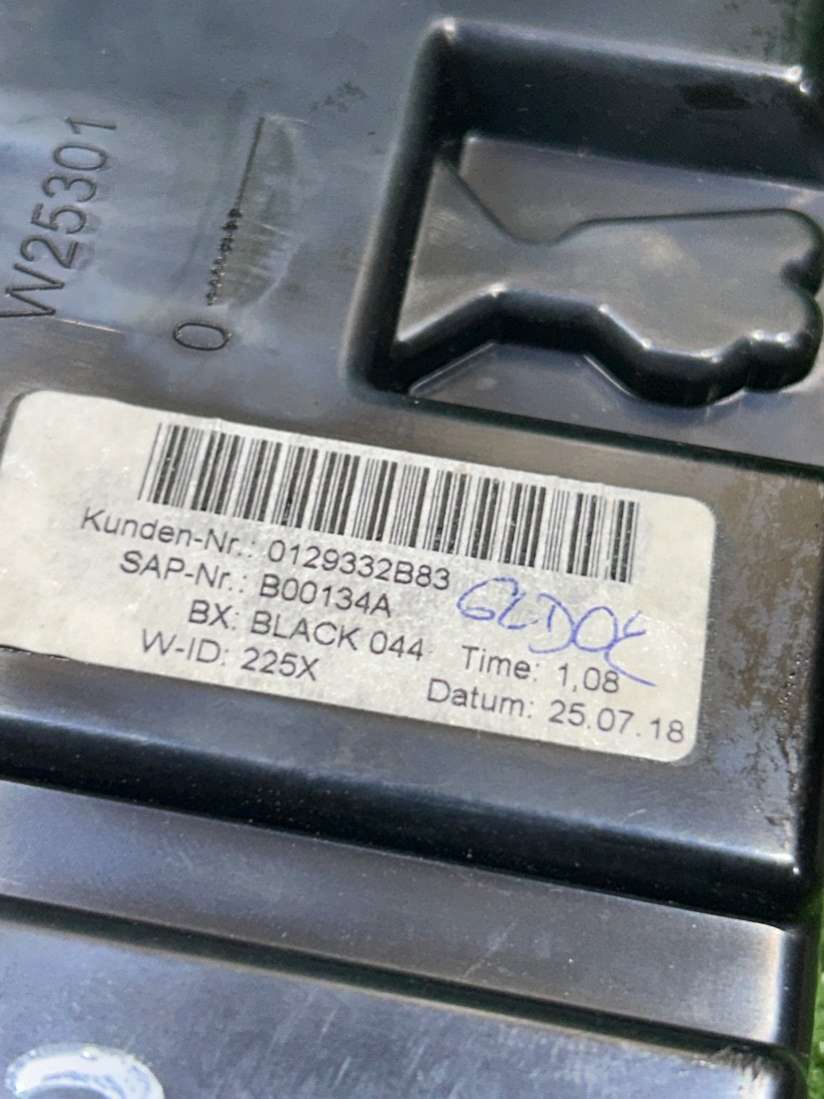 W25301
0
Kunden-Nr.: 0129332B83
SAP-Nr.: B00134A
BX: BLACK 044 Time: 1,08
W-ID: 225X Datum: 25.07.18